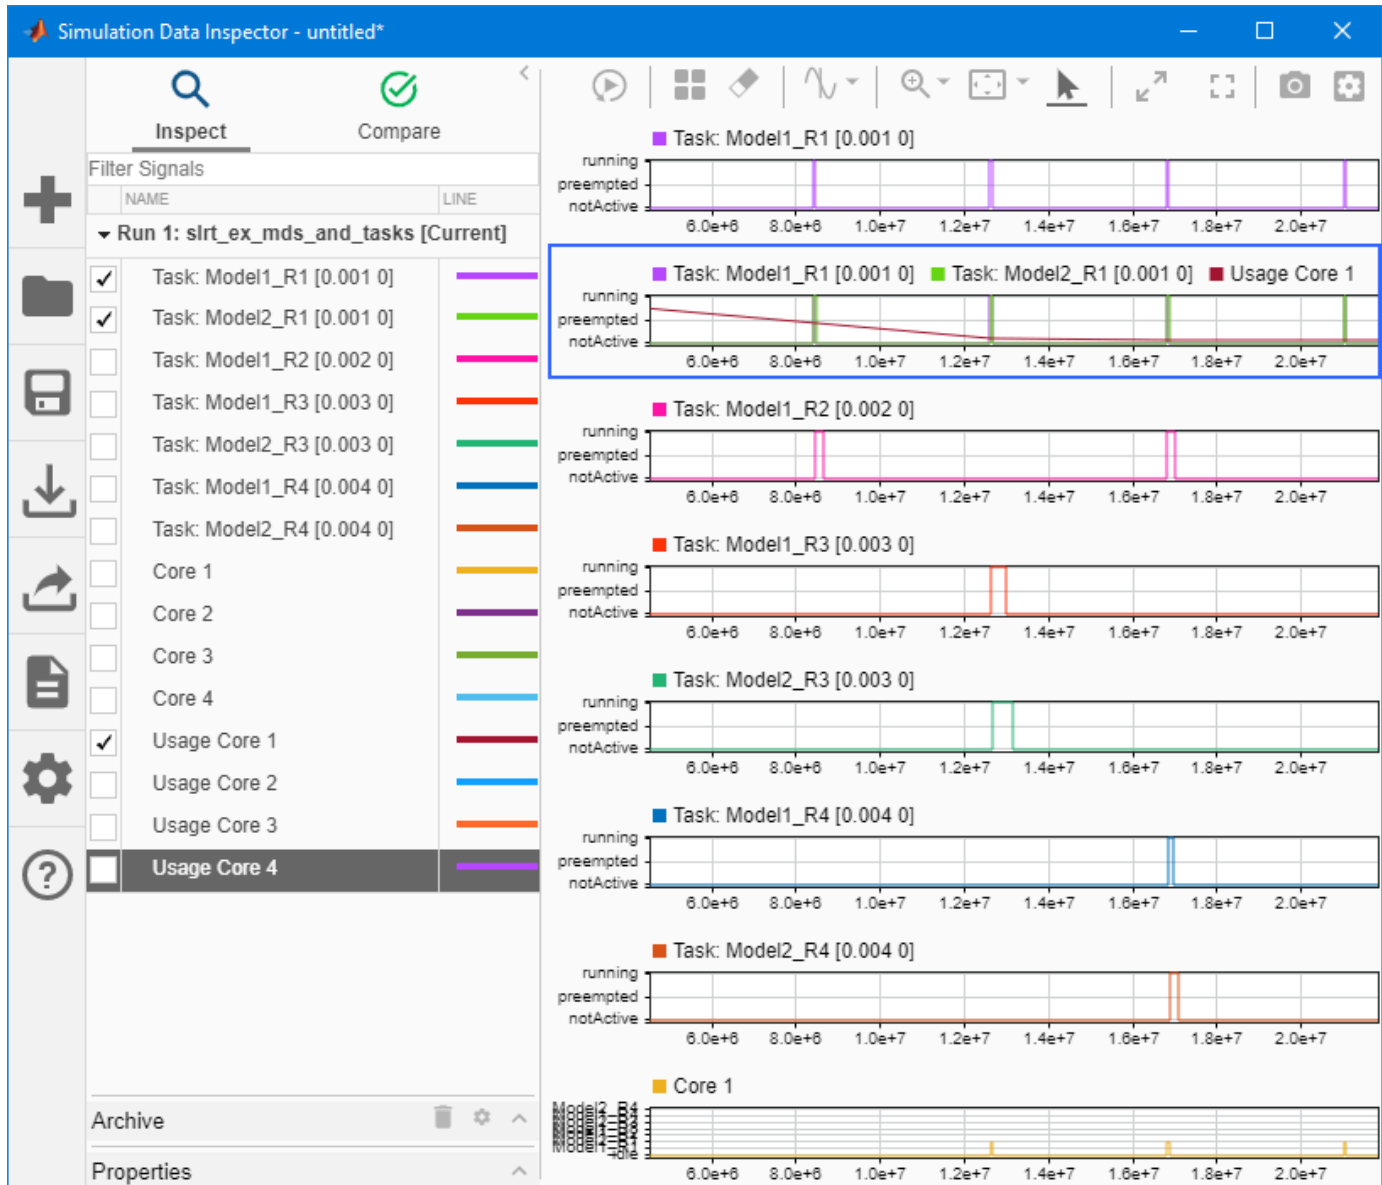 Simulation Data Inspector - untitled*
Inspect
Compare
Filter Signals
NAME
LINE
Run 1: slrt_ex_mds_and_tasks [Current]
Task: Model1_R1 [0.001 0]
Task: Model2_R1 [0.001 0]
Task: Model1_R2 [0.002 0]
Task: Model1_R3 [0.003 0]
Task: Model2_R3 [0.003 0]
Task: Model1_R4 [0.004 0]
Task: Model2_R4 [0.004 0]
Core 1
Core 2
Core 3
Core 4
Usage Core 1
Usage Core 2
Usage Core 3
Usage Core 4
Archive
Properties
Task: Model1_R1 [0.001 0]
running
preempted
notActive
6.0e+6 8.0e+6 1.0e+7 1.2e+7 1.4e+7 1.6e+7 1.8e+7 2.0e+7
Task: Model1_R1 [0.001 0] Task: Model2_R1 [0.001 0] Usage Core 1
running
preempted
notActive
6.0e+6 8.0e+6 1.0e+7 1.2e+7 1.4e+7 1.6e+7 1.8e+7 2.0e+7
Task: Model1_R2 [0.002 0]
running
preempted
notActive
6.0e+6 8.0e+6 1.0e+7 1.2e+7 1.4e+7 1.6e+7 1.8e+7 2.0e+7
Task: Model1_R3 [0.003 0]
running
preempted
notActive
6.0e+6 8.0e+6 1.0e+7 1.2e+7 1.4e+7 1.6e+7 1.8e+7 2.0e+7
Task: Model2_R3 [0.003 0]
running
preempted
notActive
6.0e+6 8.0e+6 1.0e+7 1.2e+7 1.4e+7 1.6e+7 1.8e+7 2.0e+7
Task: Model1_R4 [0.004 0]
running
preempted
notActive
6.0e+6 8.0e+6 1.0e+7 1.2e+7 1.4e+7 1.6e+7 1.8e+7 2.0e+7
Task: Model2_R4 [0.004 0]
running
preempted
notActive
6.0e+6 8.0e+6 1.0e+7 1.2e+7 1.4e+7 1.6e+7 1.8e+7 2.0e+7
Core 1
Model2_R4
Model1_R1
6.0e+6 8.0e+6 1.0e+7 1.2e+7 1.4e+7 1.6e+7 1.8e+7 2.0e+7